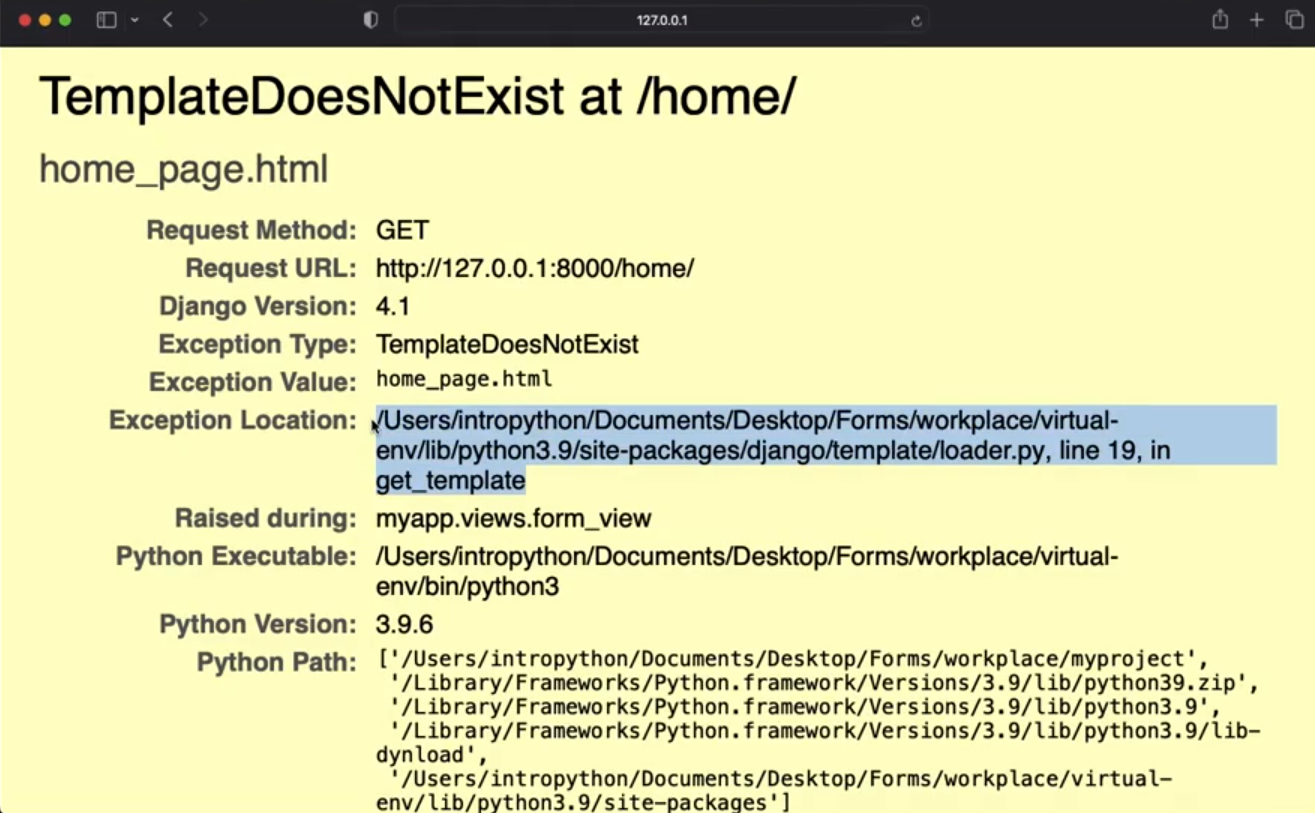 127.0.0.1
TemplateDoesNotExist at /home/
home_page.html
Request Method: GET
Request URL: http://127.0.0.1:8000/home/
Django Version: 4.1
Exception Type: TemplateDoesNotExist
Exception Value: home_page.html
Exception Location: /Users/intropython/Documents/Desktop/Forms/workplace/virtual-
env/lib/python3.9/site-packages/django/template/loader.py, line 19, in
get_template
Raised during: myapp.views.form_view
Python Executable: /Users/intropython/Documents/Desktop/Forms/workplace/virtual-
env/bin/python3
Python Version: 3.9.6
Python Path: ['/Users/intropython/Documents/Desktop/Forms/workplace/myproject',
'/Library/Frameworks/Python.framework/Versions/3.9/lib/python39.zip',
'/Library/Frameworks/Python.framework/Versions/3.9/lib/python3.9',
'/Library/Frameworks/Python.framework/Versions/3.9/lib/python3.9/lib-
dynload',
'/Users/intropython/Documents/Desktop/Forms/workplace/virtual-
env/lib/python3.9/site-packages']